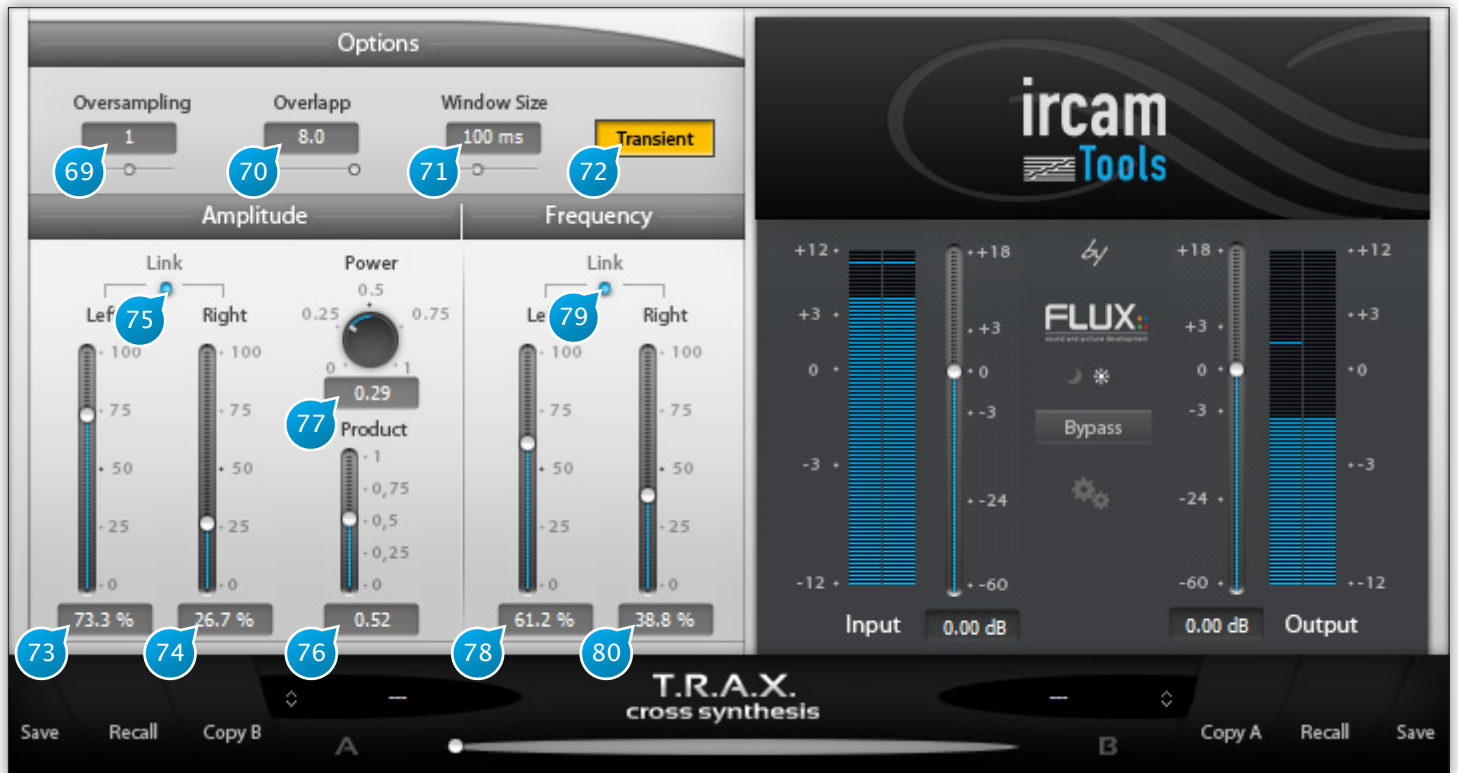 Options
Oversampling Overlapp Window Size
1 8.0 100 ms Transient
69 70 71 72
Amplitude Frequency
Link Power Link
0.5
0.25 0.75
Left Right Left Right
75 79
0 1
0.29
77
Product
100 100 100 100
75 75 75 75
50 50 50 50
25 25 25 25
0 0 0 0
1
0,75
0,5
0,25
0
73.3 % 26.7 % 0.52 61.2 % 38.8 %
73 74 76 78 80
ircam
Tools
by
FLUX::
sound and picture development
Bypass
+12 +18 +18 +12
+3 +3 +3 +3
0 0 0 0
-3 -3 -3 -3
-24 -24
-12 -60 -60 -12
Input 0.00 dB 0.00 dB Output
T.R.A.X.
cross synthesis
--- ---
Save Recall Copy B Copy A Recall Save
A B